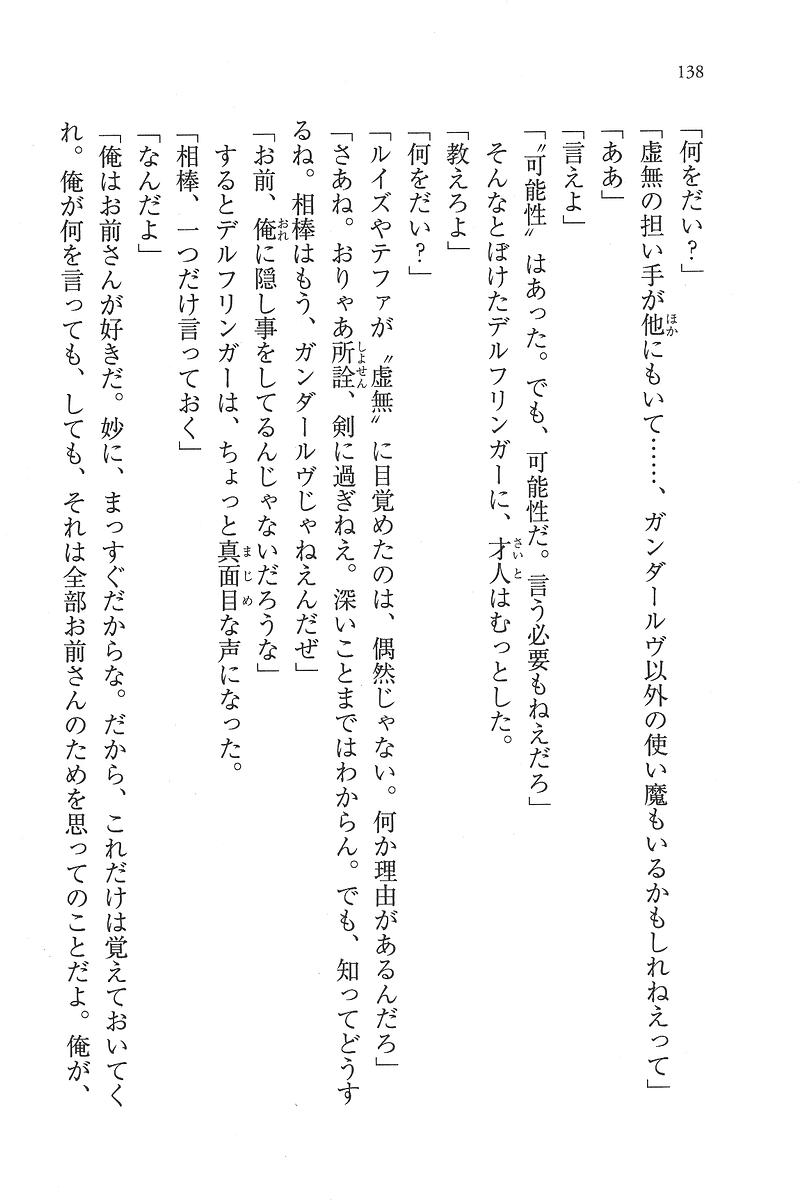 138
「何をだい？」
「虚無の担い手が他にもいて……、ガンダールヴ以外の使い魔もいるかもしれねえって」
「ああ」
「言えよ」
「〝可能性〟はあった。でも、可能性だ。言う必要もねえだろ」
そんなとぼけたデルフリンガーに、才人はむっとした。
「教えろよ」
「何をだい？」
「ルイズやテファが〝虚無〟に目覚めたのは、偶然じゃない。何か理由があるんだろ」
「さあね。おりゃあ所詮、剣に過ぎねえ。深いことまではわからん。でも、知ってどうす
るね。相棒はもう、ガンダールヴじゃねえんだぜ」
「お前、俺に隠し事をしてるんじゃないだろうな」
するとデルフリンガーは、ちょっと真面目な声になった。
「相棒、一つだけ言っておく」
「なんだよ」
「俺はお前さんが好きだ。妙に、まっすぐだからな。だから、これだけは覚えておいてく
れ。俺が何を言っても、しても、それは全部お前さんのためを思ってのことだよ。俺が、